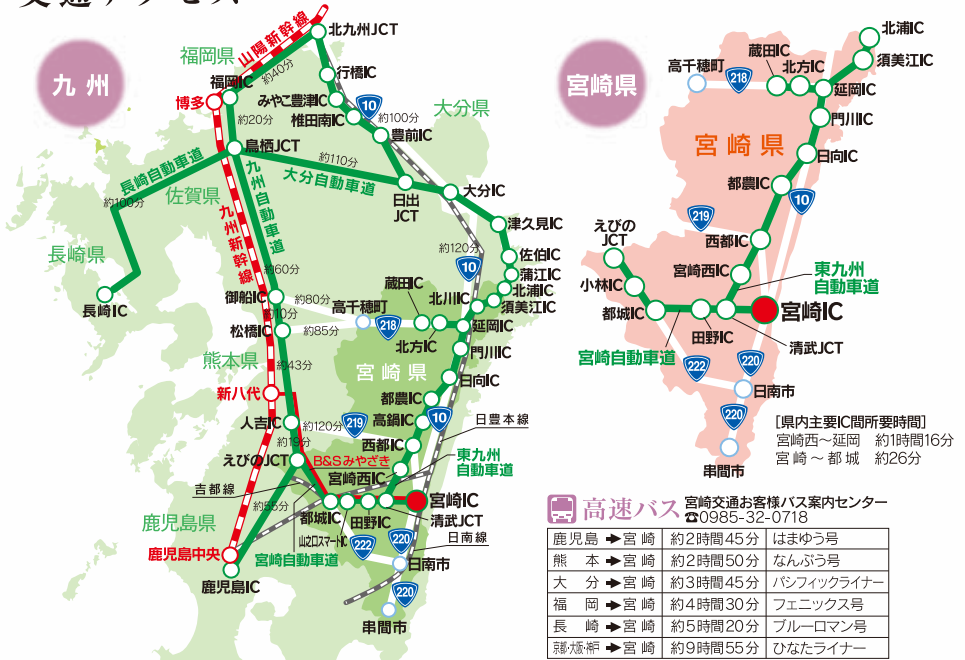 交通アクセス
九州
福岡県
山陽新幹線
北九州JCT
約40分
行橋IC
福岡IC
博多
みやこ豊津IC
10
椎田南IC
約100分
大分県
豊前IC
約20分
鳥栖JCT
約110分
大分自動車道
長崎自動車道
佐賀県
約100分
九州自動車道
九州新幹線
日出
JCT
大分IC
津久見IC
長崎県
約120分
佐伯IC
10
約60分
蒲江IC
北浦IC
須美江IC
長崎IC
御船IC
約80分
高千穂町
蔵田IC
北川IC
約10分
218
延岡IC
松橋IC
約85分
北方IC
門川IC
熊本県
約43分
宮崎県
日向IC
新八代
都農IC
人吉IC
約120分
219
高鍋IC
10
日豊本線
約19分
西都IC
えびのJCT
B&Sみやざき
東九州
自動車道
宮崎西IC
吉都線
約55分
宮崎IC
都城IC
田野IC
清武JCT
山之口スマートIC
鹿児島県
222
220
日南線
鹿児島中央
宮崎自動車道
日南市
鹿児島IC
220
串間市
宮崎県
北浦IC
須美江IC
蔵田IC
高千穂町
218
北方IC
延岡IC
門川IC
宮崎県
日向IC
都農IC
10
219
えびの
JCT
西都IC
宮崎西IC
東九州
自動車道
小林IC
都城IC
宮崎IC
田野IC
清武JCT
宮崎自動車道
222
220
日南市
220
串間市
[県内主要IC間所要時間]
宮崎西～延岡 約1時間16分
宮崎～都城 約26分
高速バス 宮崎交通お客様バス案内センター
☎0985-32-0718
鹿児島➡宮崎 約2時間45分 はまゆう号
熊本➡宮崎 約2時間50分 なんぷう号
大分➡宮崎 約3時間45分 パシフィックライナー
福岡➡宮崎 約4時間30分 フェニックス号
長崎➡宮崎 約5時間20分 ブルーロマン号
京都・大阪・神戸➡宮崎 約9時間55分 ひなたライナー